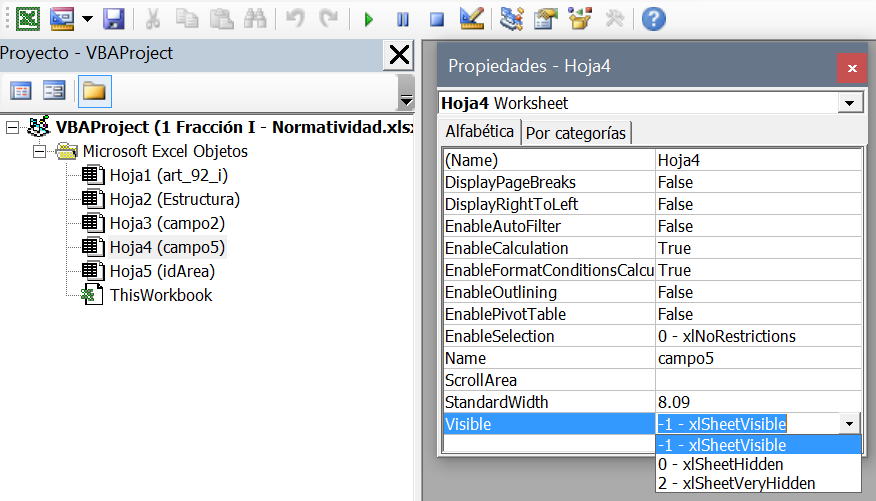 Proyecto - VBAProject
VBAProject (1 Fracción I - Normatividad.xls
Microsoft Excel Objetos
Hoja1 (art_92_i)
Hoja2 (Estructura)
Hoja3 (campo2)
Hoja4 (campo5)
Hoja5 (idArea)
ThisWorkbook
Propiedades - Hoja4
Hoja4 Worksheet
Alfabética Por categorías
(Name) Hoja4
DisplayPageBreaks False
DisplayRightToLeft False
EnableAutoFilter False
EnableCalculation True
EnableFormatConditionsCalcu True
EnableOutlining False
EnablePivotTable False
EnableSelection 0 - xlNoRestrictions
Name campo5
ScrollArea
StandardWidth 8.09
Visible -1 - xlSheetVisible
-1 - xlSheetVisible
0 - xlSheetHidden
2 - xlSheetVeryHidden